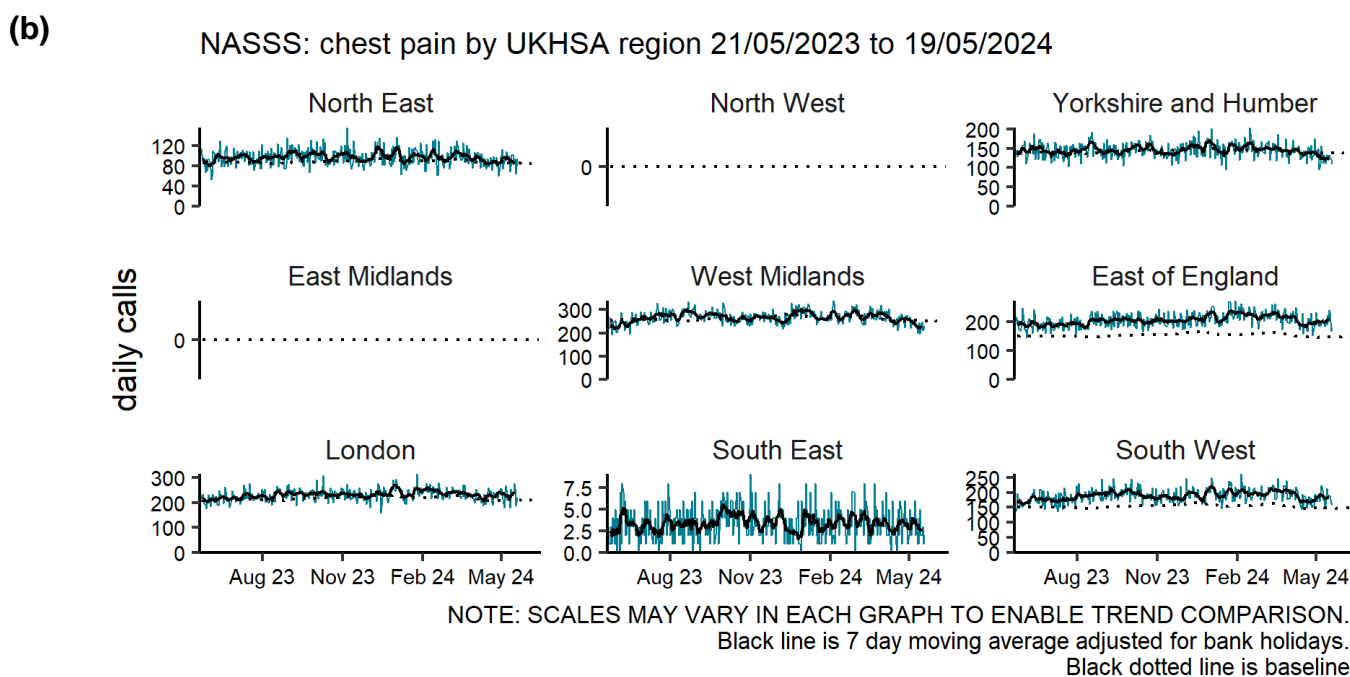 (b)
NASSS: chest pain by UKHSA region 21/05/2023 to 19/05/2024
North East
120
80
40
0
North West
0
Yorkshire and Humber
200
150
100
50
0
daily calls
East Midlands
0
West Midlands
300
200
100
0
East of England
200
100
0
London
300
200
100
0
Aug 23 Nov 23 Feb 24 May 24
South East
7.5
5.0
2.5
0.0
Aug 23 Nov 23 Feb 24 May 24
South West
250
200
150
100
50
0
Aug 23 Nov 23 Feb 24 May 24
NOTE: SCALES MAY VARY IN EACH GRAPH TO ENABLE TREND COMPARISON.
Black line is 7 day moving average adjusted for bank holidays.
Black dotted line is baseline